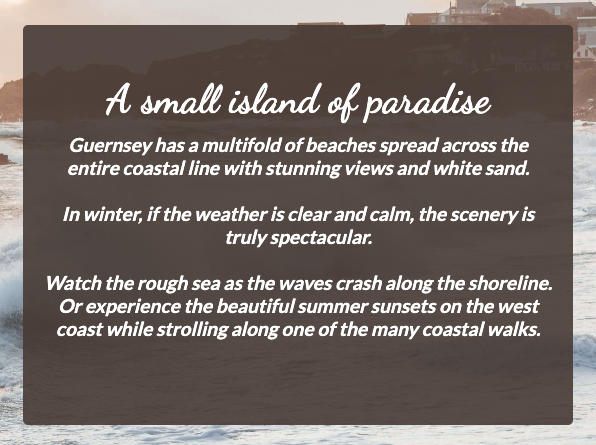 A small island of paradise
Guernsey has a multifold of beaches spread across the
entire coastal line with stunning views and white sand.
In winter, if the weather is clear and calm, the scenery is
truly spectacular.
Watch the rough sea as the waves crash along the shoreline.
Or experience the beautiful summer sunsets on the west
coast while strolling along one of the many coastal walks.